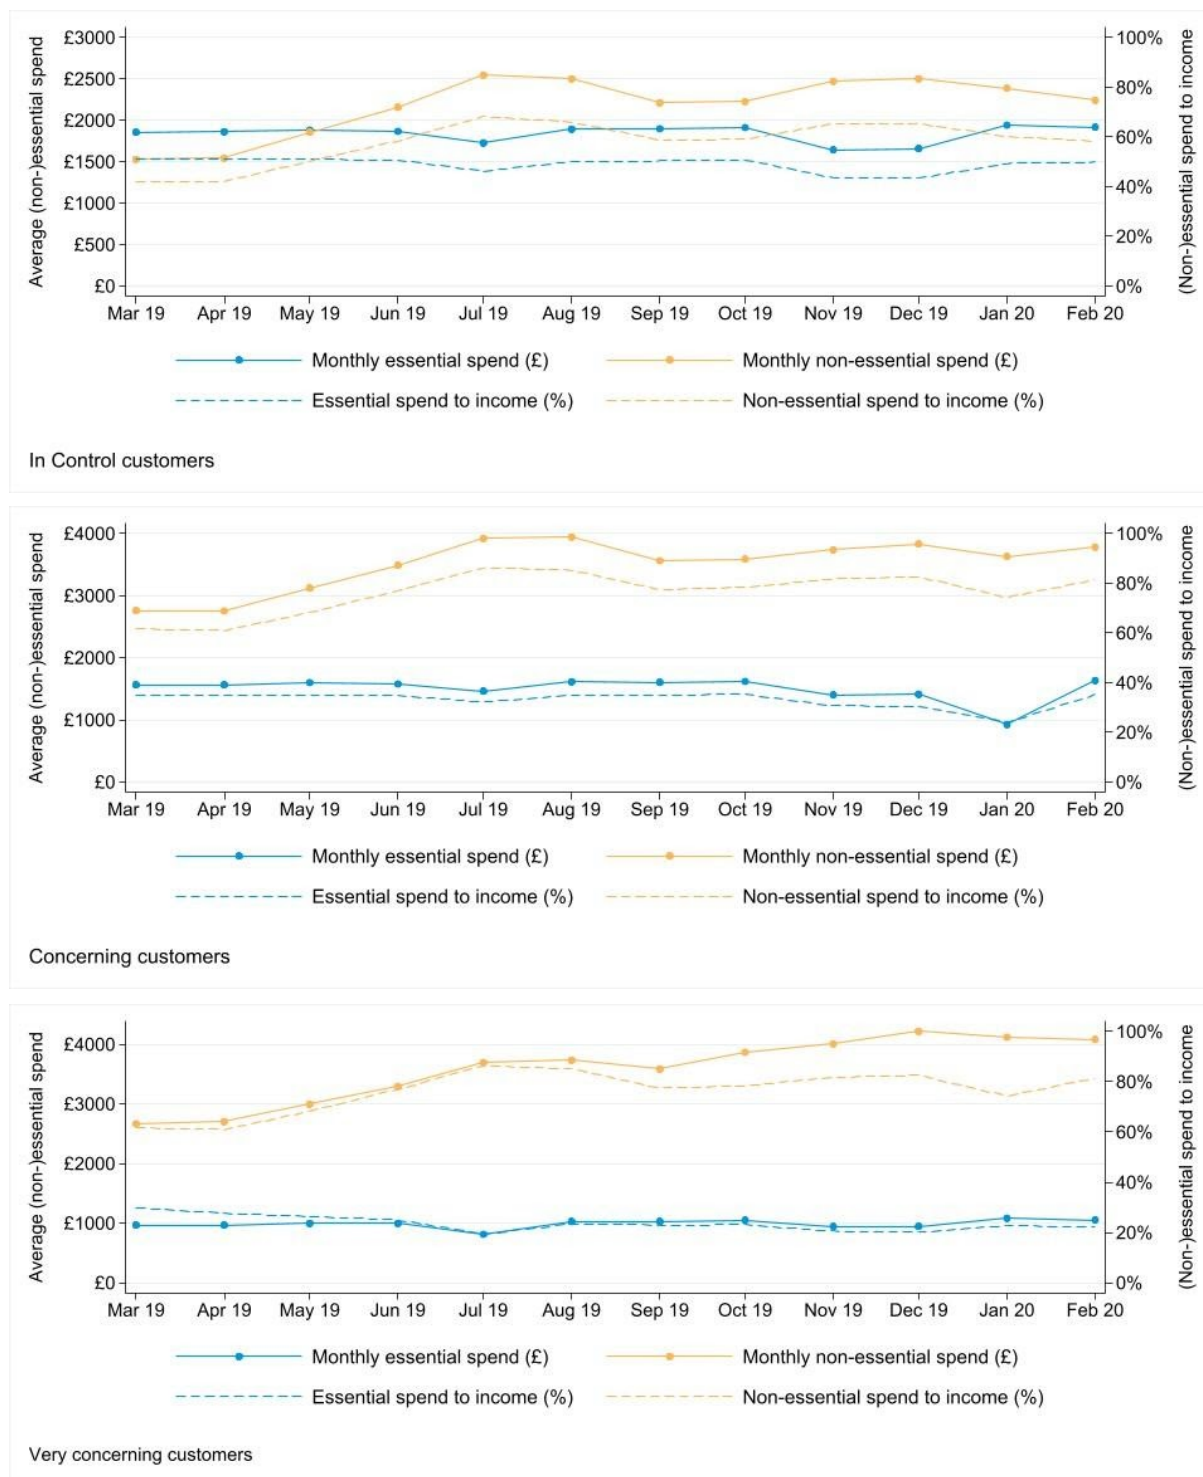 Average (non-)essential spend
£3000
£2500
£2000
£1500
£1000
£500
£0
100%
80%
60%
40%
20%
0%
(Non-)essential spend to income
Mar 19 Apr 19 May 19 Jun 19 Jul 19 Aug 19 Sep 19 Oct 19 Nov 19 Dec 19 Jan 20 Feb 20
Monthly essential spend (£) Monthly non-essential spend (£)
Essential spend to income (%) Non-essential spend to income (%)
In Control customers
Average (non-)essential spend
£4000
£3000
£2000
£1000
£0
100%
80%
60%
40%
20%
0%
(Non-)essential spend to income
Mar 19 Apr 19 May 19 Jun 19 Jul 19 Aug 19 Sep 19 Oct 19 Nov 19 Dec 19 Jan 20 Feb 20
Monthly essential spend (£) Monthly non-essential spend (£)
Essential spend to income (%) Non-essential spend to income (%)
Concerning customers
Average (non-)essential spend
£4000
£3000
£2000
£1000
£0
100%
80%
60%
40%
20%
0%
(Non-)essential spend to income
Mar 19 Apr 19 May 19 Jun 19 Jul 19 Aug 19 Sep 19 Oct 19 Nov 19 Dec 19 Jan 20 Feb 20
Monthly essential spend (£) Monthly non-essential spend (£)
Essential spend to income (%) Non-essential spend to income (%)
Very concerning customers